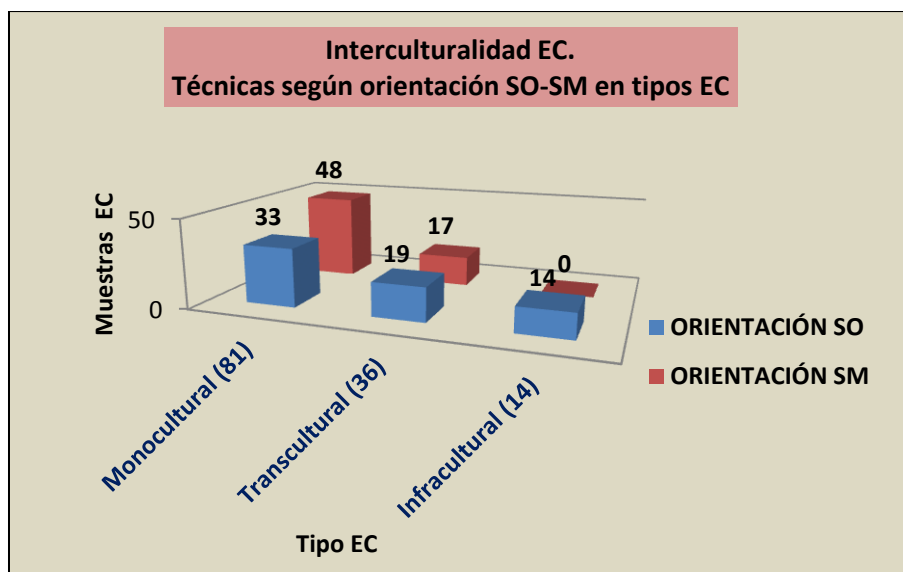 Interculturalidad EC.
Técnicas según orientación SO-SM en tipos EC
48
33
17
19
0
14
50
0
Muestras EC
Monocultural (81)
Transcultural (36)
Infracultural (14)
Tipo EC
ORIENTACIÓN SO
ORIENTACIÓN SM